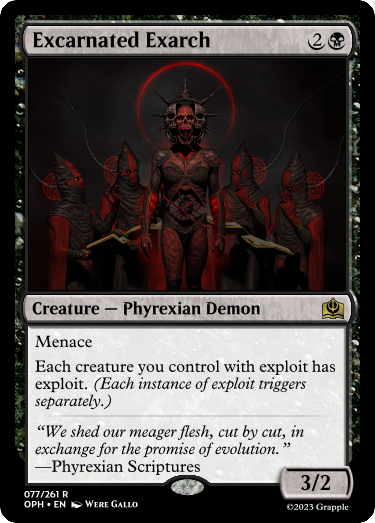 Excarnated Exarch 2
Creature — Phyrexian Demon
Menace
Each creature you control with exploit has
exploit. (Each instance of exploit triggers
separately.)
“We shed our meager flesh, cut by cut, in
exchange for the promise of evolution.”
—Phyrexian Scriptures
3/2
077/261 R
OPH • EN Were Gallo
©2023 Grapple